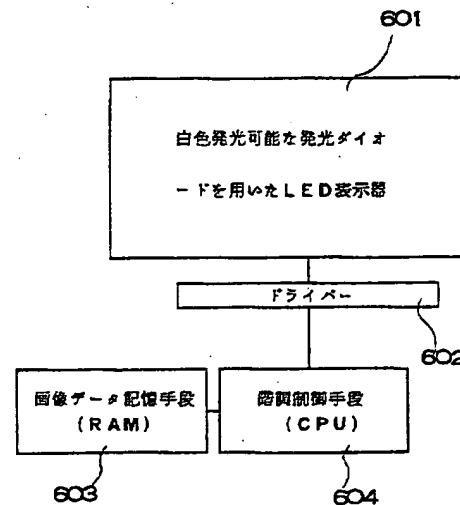 601
白色発光可能な発光ダイオ
ードを用いたLED表示器
ドライバー
602
画像データ記憶手段
(RAM)
階調制御手段
(CPU)
603
604